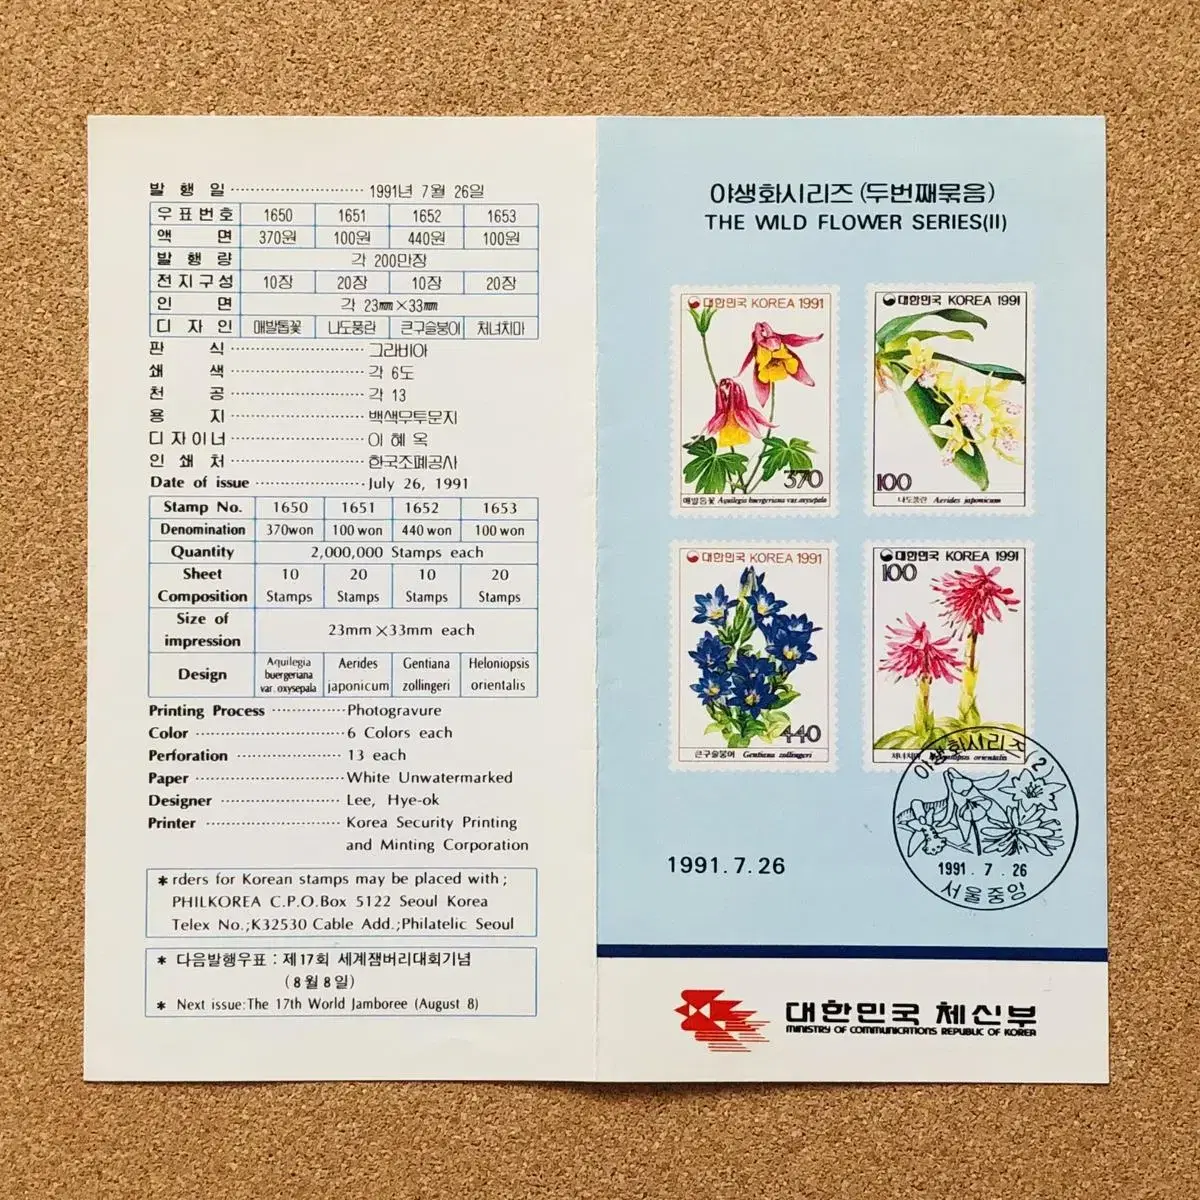 발 행 일 ························ 1991년 7월 26일
우표번호 1650 1651 1652 1653
액 면 370원 100원 440원 100원
발 행 량 각 200만장
전지구성 10장 20장 10장 20장
인 면 각 23㎜×33㎜
디 자 인 매발톱꽃 나도풍란 큰구슬붕이 처녀치마
판 식 ························ 그라비아
쇄 색 ························ 각 6도
천 공 ························ 각 13
용 지 ························ 백색무투문지
디자이너 ························ 이 혜 옥
인 쇄 처 ························ 한국조폐공사
Date of issue ···················· July 26, 1991
Stamp No. 1650 1651 1652 1653
Denomination 370won 100 won 440 won 100 won
Quantity 2,000,000 Stamps each
Sheet 10 20 10 20
Composition Stamps Stamps Stamps Stamps
Size of
impression 23mm×33mm each
Design Aquilegia buergeriana var. oxysepala Aerides japonicum Gentiana zollingeri Heloniopsis orientalis
Printing Process ············· Photogravure
Color ······················· 6 Colors each
Perforation ·················· 13 each
Paper ······················· White Unwatermarked
Designer ····················· Lee, Hye-ok
Printer ······················ Korea Security Printing
and Minting Corporation
* rders for Korean stamps may be placed with ;
PHILKOREA C.P.O.Box 5122 Seoul Korea
Telex No.;K32530 Cable Add.;Philatelic Seoul
* 다음발행우표 : 제17회 세계잼버리대회기념
(8월8일)
* Next issue:The 17th World Jamboree (August 8)
야생화시리즈(두번째묶음)
THE WILD FLOWER SERIES(II)
대한민국 KOREA 1991
370
매발톱꽃 Aquilegia buergeriana var. oxysepala
대한민국 KOREA 1991
100
나도풍란 Aerides japonicum
대한민국 KOREA 1991
440
큰구슬붕이 Gentiana zollingeri
대한민국 KOREA 1991
100
처녀치마 Heloniopsis orientalis
야생화시리즈(2)
1991. 7. 26
서울중앙
1991.7.26
대한민국 체신부
MINISTRY OF COMMUNICATIONS REPUBLIC OF KOREA